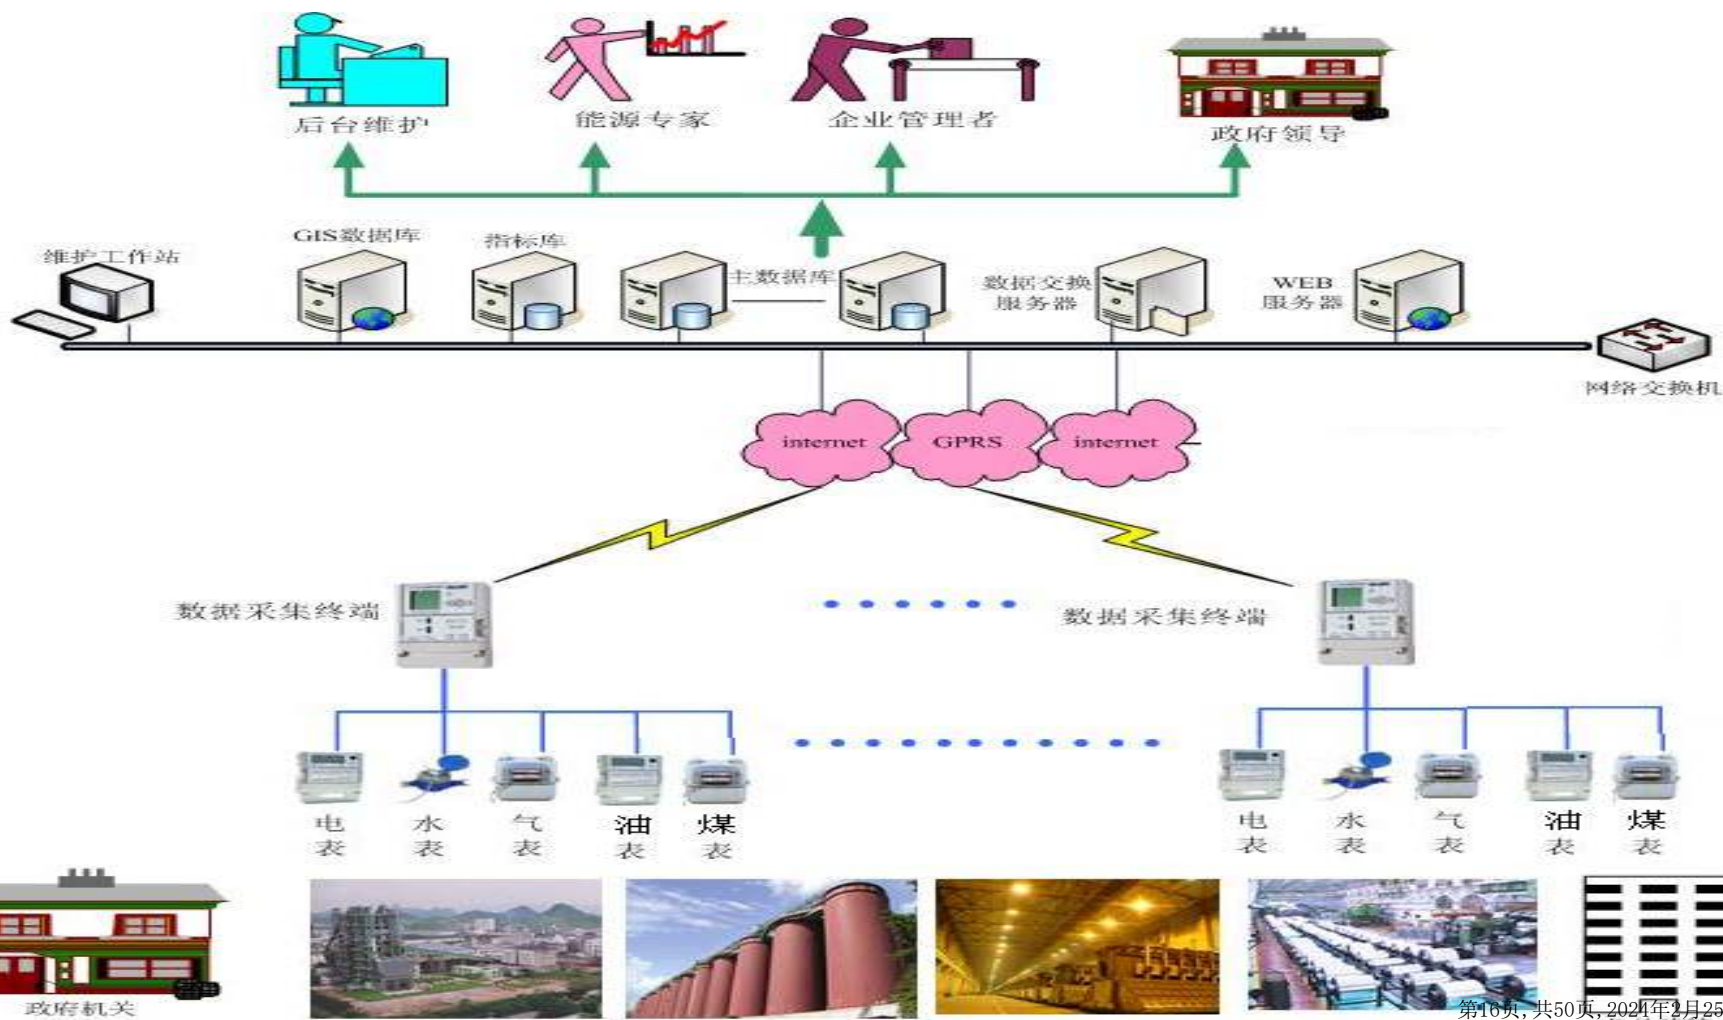 后台维护
能源专家
企业管理者
政府领导
维护工作站
GIS数据库
指标库
主数据库
数据交换
服务器
WEB
服务器
网络交换机
internet
GPRS
internet
数据采集终端
数据采集终端
电
表
水
表
气
表
油
表
煤
表
电
表
水
表
气
表
油
表
煤
表
政府机关
第16页,共50页,2024年2月25